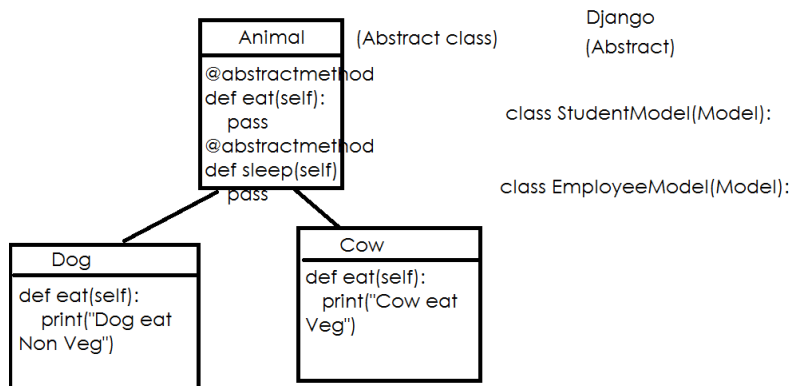 Animal
(Abstract class)
@abstractmethod
def eat(self):
pass
@abstractmethod
def sleep(self)
pass
Django
(Abstract)
class StudentModel(Model):
class EmployeeModel(Model):
Dog
def eat(self):
print("Dog eat
Non Veg")
Cow
def eat(self):
print("Cow eat
Veg")